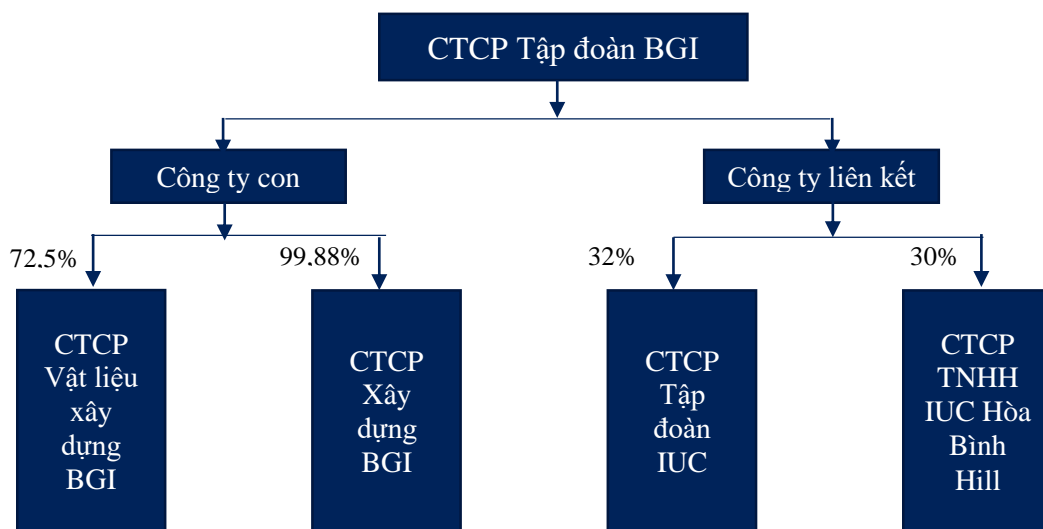 CTCP Tập đoàn BGI
Công ty con
Công ty liên kết
72,5%
99,88%
32%
30%
CTCP
Vật liệu
xây
dựng
BGI
CTCP
Xây
dựng
BGI
CTCP
Tập
đoàn
IUC
CTCP
TNHH
IUC Hòa
Bình
Hill